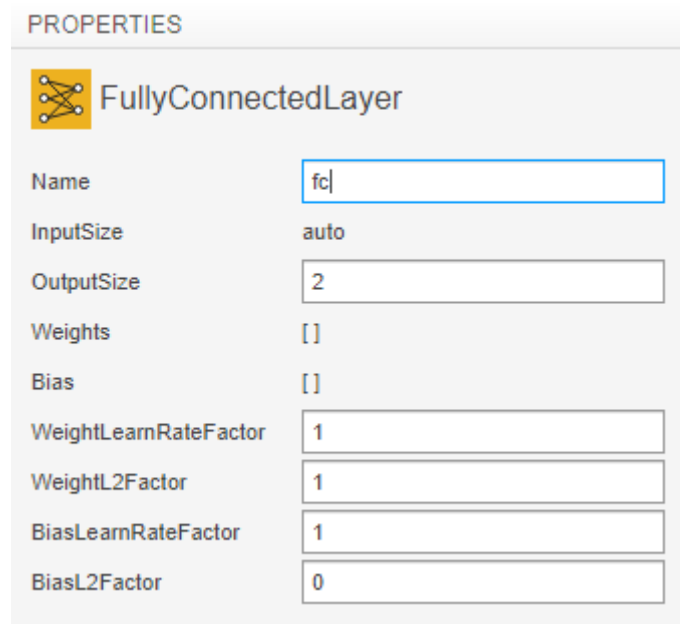 PROPERTIES
FullyConnectedLayer
Name fc
InputSize auto
OutputSize 2
Weights []
Bias []
WeightLearnRateFactor 1
WeightL2Factor 1
BiasLearnRateFactor 1
BiasL2Factor 0